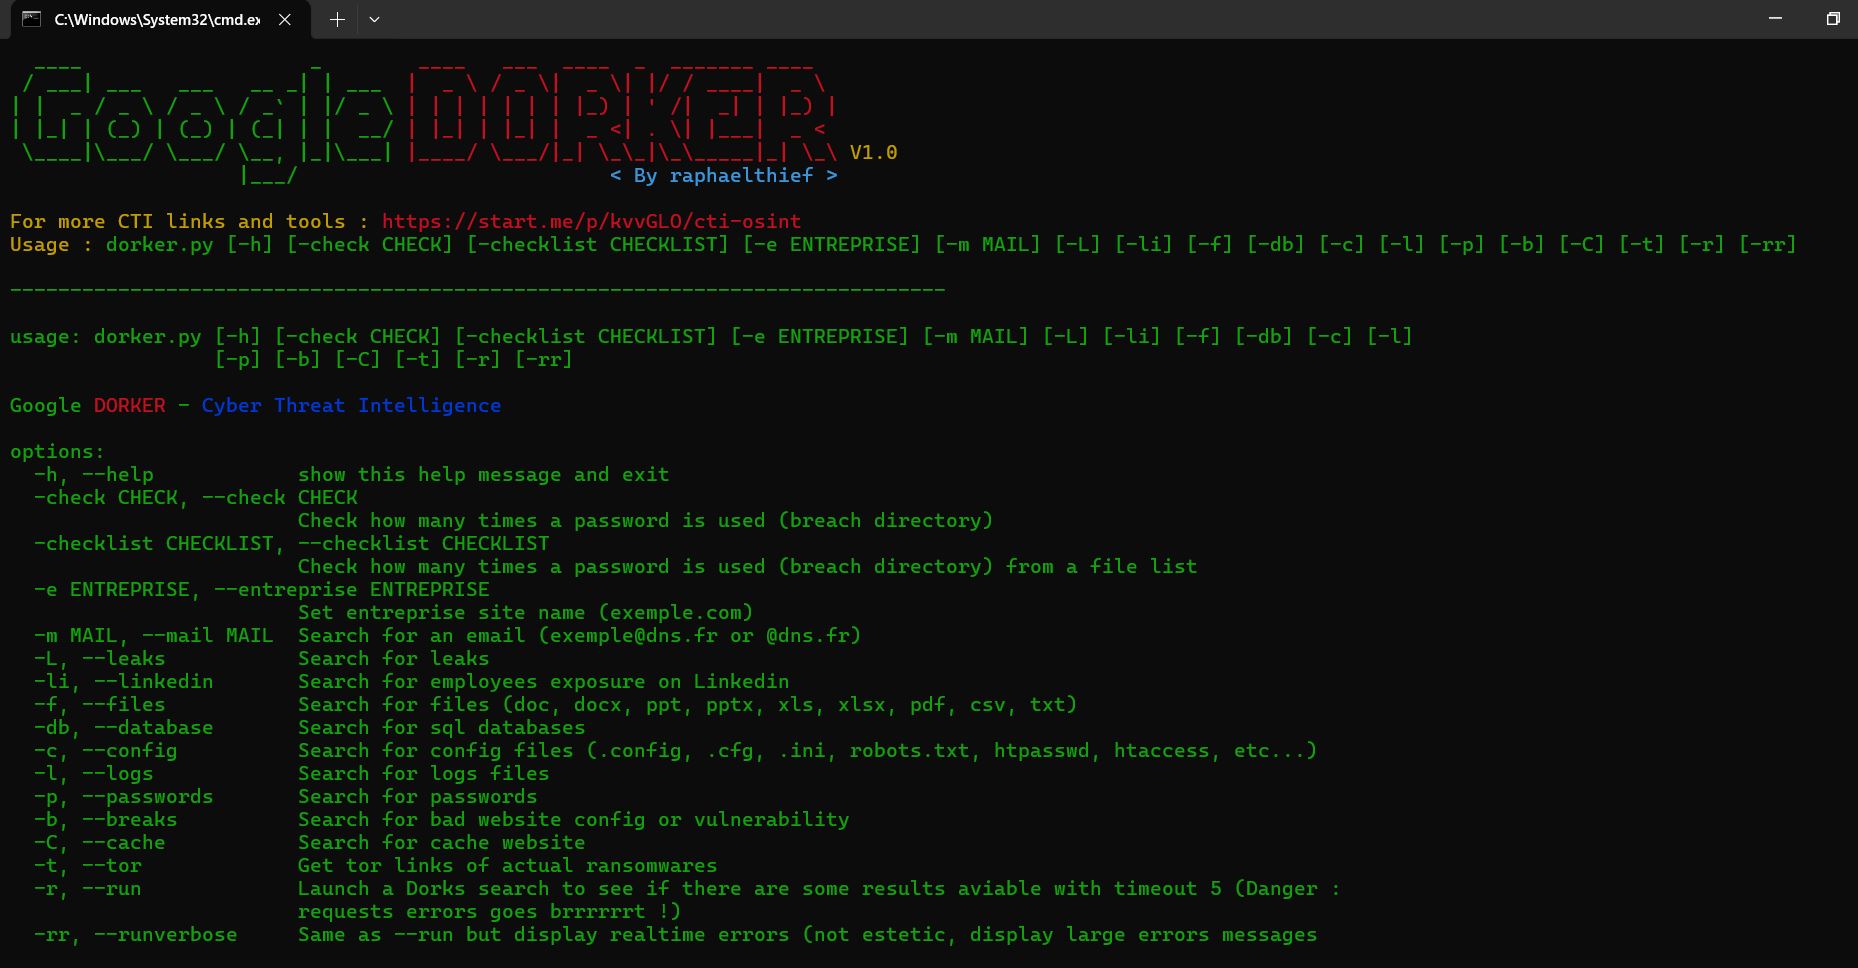 C:\Windows\System32\cmd.ex
Google DORKER V1.0
< By raphaelthief >
For more CTI links and tools : https://start.me/p/kvvGLO/cti-osint
Usage : dorker.py [-h] [-check CHECK] [-checklist CHECKLIST] [-e ENTREPRISE] [-m MAIL] [-L] [-li] [-f] [-db] [-c] [-l] [-p] [-b] [-C] [-t] [-r] [-rr]
------------------------------------------------------------------------------
usage: dorker.py [-h] [-check CHECK] [-checklist CHECKLIST] [-e ENTREPRISE] [-m MAIL] [-L] [-li] [-f] [-db] [-c] [-l]
[-p] [-b] [-C] [-t] [-r] [-rr]
Google DORKER - Cyber Threat Intelligence
options:
-h, --help show this help message and exit
-check CHECK, --check CHECK
Check how many times a password is used (breach directory)
-checklist CHECKLIST, --checklist CHECKLIST
Check how many times a password is used (breach directory) from a file list
-e ENTREPRISE, --entreprise ENTREPRISE
Set entreprise site name (exemple.com)
-m MAIL, --mail MAIL Search for an email (exemple@dns.fr or @dns.fr)
-L, --leaks Search for leaks
-li, --linkedin Search for employees exposure on Linkedin
-f, --files Search for files (doc, docx, ppt, pptx, xls, xlsx, pdf, csv, txt)
-db, --database Search for sql databases
-c, --config Search for config files (.config, .cfg, .ini, robots.txt, htpasswd, htaccess, etc...)
-l, --logs Search for logs files
-p, --passwords Search for passwords
-b, --breaks Search for bad website config or vulnerability
-C, --cache Search for cache website
-t, --tor Get tor links of actual ransomwares
-r, --run Launch a Dorks search to see if there are some results aviable with timeout 5 (Danger :
requests errors goes brrrrrrt !)
-rr, --runverbose Same as --run but display realtime errors (not estetic, display large errors messages